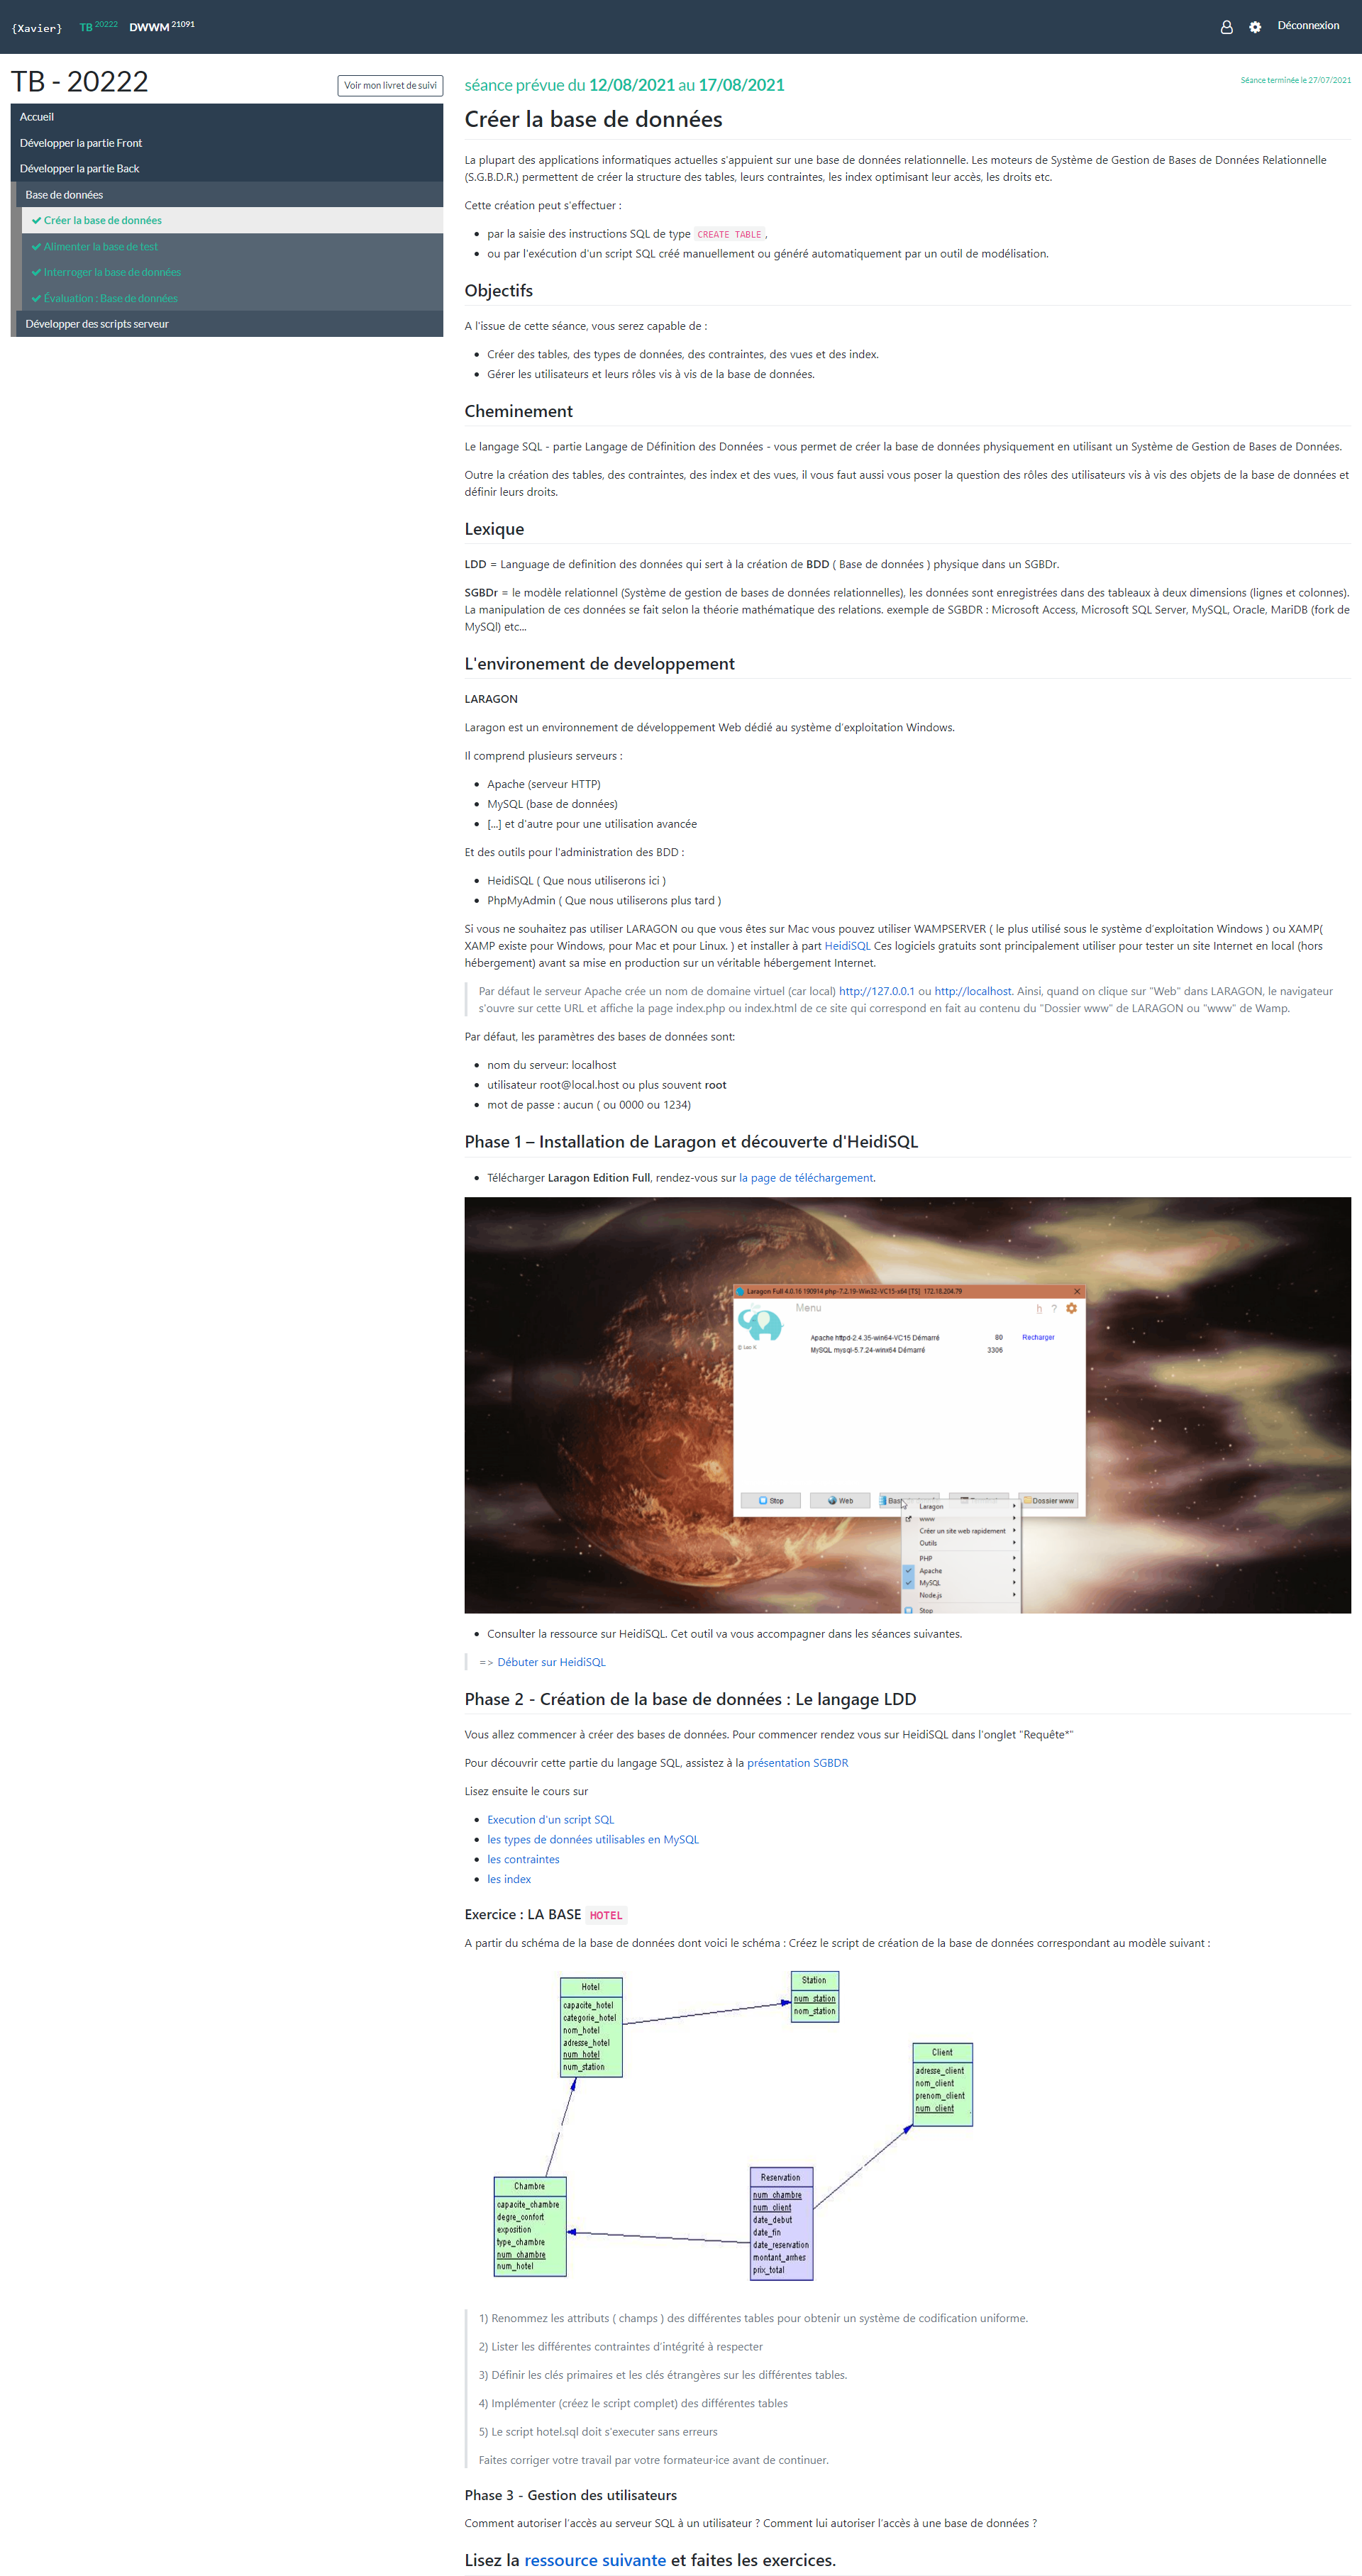 {Xavier} TB 20222 DWWM 21091 Déconnexion
TB - 20222
Voir mon livret de suivi
Accueil
Développer la partie Front
Développer la partie Back
Base de données
Créer la base de données
Alimenter la base de test
Interroger la base de données
Évaluation : Base de données
Développer des scripts serveur
séance prévue du 12/08/2021 au 17/08/2021
Séance terminée le 27/07/2021
Créer la base de données
La plupart des applications informatiques actuelles s'appuient sur une base de données relationnelle. Les moteurs de Système de Gestion de Bases de Données Relationnelle
(S.G.B.D.R.) permettent de créer la structure des tables, leurs contraintes, les index optimisant leur accès, les droits etc.
Cette création peut s'effectuer :
par la saisie des instructions SQL de type CREATE TABLE,
ou par l'exécution d'un script SQL créé manuellement ou généré automatiquement par un outil de modélisation.
Objectifs
A l'issue de cette séance, vous serez capable de :
Créer des tables, des types de données, des contraintes, des vues et des index.
Gérer les utilisateurs et leurs rôles vis à vis de la base de données.
Cheminement
Le langage SQL - partie Langage de Définition des Données - vous permet de créer la base de données physiquement en utilisant un Système de Gestion de Bases de Données.
Outre la création des tables, des contraintes, des index et des vues, il vous faut aussi vous poser la question des rôles des utilisateurs vis à vis des objets de la base de données et
définir leurs droits.
Lexique
LDD = Language de definition des données qui sert à la création de BDD ( Base de données ) physique dans un SGBDr.
SGBDr = le modèle relationnel (Système de gestion de bases de données relationnelles), les données sont enregistrées dans des tableaux à deux dimensions (lignes et colonnes).
La manipulation de ces données se fait selon la théorie mathématique des relations. exemple de SGBDR : Microsoft Access, Microsoft SQL Server, MySQL, Oracle, MariDB (fork de
MySQl) etc...
L'environement de developpement
LARAGON
Laragon est un environnement de développement Web dédié au système d'exploitation Windows.
Il comprend plusieurs serveurs :
Apache (serveur HTTP)
MySQL (base de données)
[...] et d'autre pour une utilisation avancée
Et des outils pour l'administration des BDD :
HeidiSQL ( Que nous utiliserons ici )
PhpMyAdmin ( Que nous utiliserons plus tard )
Si vous ne souhaitez pas utiliser LARAGON ou que vous êtes sur Mac vous pouvez utiliser WAMPSERVER ( le plus utilisé sous le système d'exploitation Windows ) ou XAMP(
XAMP existe pour Windows, pour Mac et pour Linux. ) et installer à part HeidiSQL Ces logiciels gratuits sont principalement utiliser pour tester un site Internet en local (hors
hébergement) avant sa mise en production sur un véritable hébergement Internet.
Par défaut le serveur Apache crée un nom de domaine virtuel (car local) http://127.0.0.1 ou http://localhost. Ainsi, quand on clique sur "Web" dans LARAGON, le navigateur
s'ouvre sur cette URL et affiche la page index.php ou index.html de ce site qui correspond en fait au contenu du "Dossier www" de LARAGON ou "www" de Wamp.
Par défaut, les paramètres des bases de données sont:
nom du serveur: localhost
utilisateur root@local.host ou plus souvent root
mot de passe : aucun ( ou 0000 ou 1234)
Phase 1 – Installation de Laragon et découverte d'HeidiSQL
Télécharger Laragon Edition Full, rendez-vous sur la page de téléchargement.
Laragon Full 4.0.16 190914 php-7.2.19-Win32-VC15-x64 [TS] 172.18.204.79
Menu h ?
Apache httpd-2.4.35-win64-VC15 Démarré 80 Recharger
MySQL mysql-5.7.24-winx64 Démarré 3306
© Leo K
Stop Web Bas Dossier www
Laragon
www
Créer un site web rapidement
Outils
PHP
Apache
MySQL
Node.js
Stop
Consulter la ressource sur HeidiSQL. Cet outil va vous accompagner dans les séances suivantes.
=> Débuter sur HeidiSQL
Phase 2 - Création de la base de données : Le langage LDD
Vous allez commencer à créer des bases de données. Pour commencer rendez vous sur HeidiSQL dans l'onglet "Requête*"
Pour découvrir cette partie du langage SQL, assistez à la présentation SGBDR
Lisez ensuite le cours sur
Execution d'un script SQL
les types de données utilisables en MySQL
les contraintes
les index
Exercice : LA BASE HOTEL
A partir du schéma de la base de données dont voici le schéma : Créez le script de création de la base de données correspondant au modèle suivant :
Hotel
capacite_hotel
categorie_hotel
nom_hotel
adresse_hotel
num_hotel
num_station
Station
num_station
nom_station
Client
adresse_client
nom_client
prenom_client
num_client
Chambre
capacite_chambre
degre_confort
exposition
type_chambre
num_chambre
num_hotel
Reservation
num_chambre
num_client
date_debut
date_fin
date_reservation
montant_arrhes
prix_total
1) Renommez les attributs ( champs ) des différentes tables pour obtenir un système de codification uniforme.
2) Lister les différentes contraintes d'intégrité à respecter
3) Définir les clés primaires et les clés étrangères sur les différentes tables.
4) Implémenter (créez le script complet) des différentes tables
5) Le script hotel.sql doit s'executer sans erreurs
Faites corriger votre travail par votre formateur·ice avant de continuer.
Phase 3 - Gestion des utilisateurs
Comment autoriser l'accès au serveur SQL à un utilisateur ? Comment lui autoriser l'accès à une base de données ?
Lisez la ressource suivante et faites les exercices.